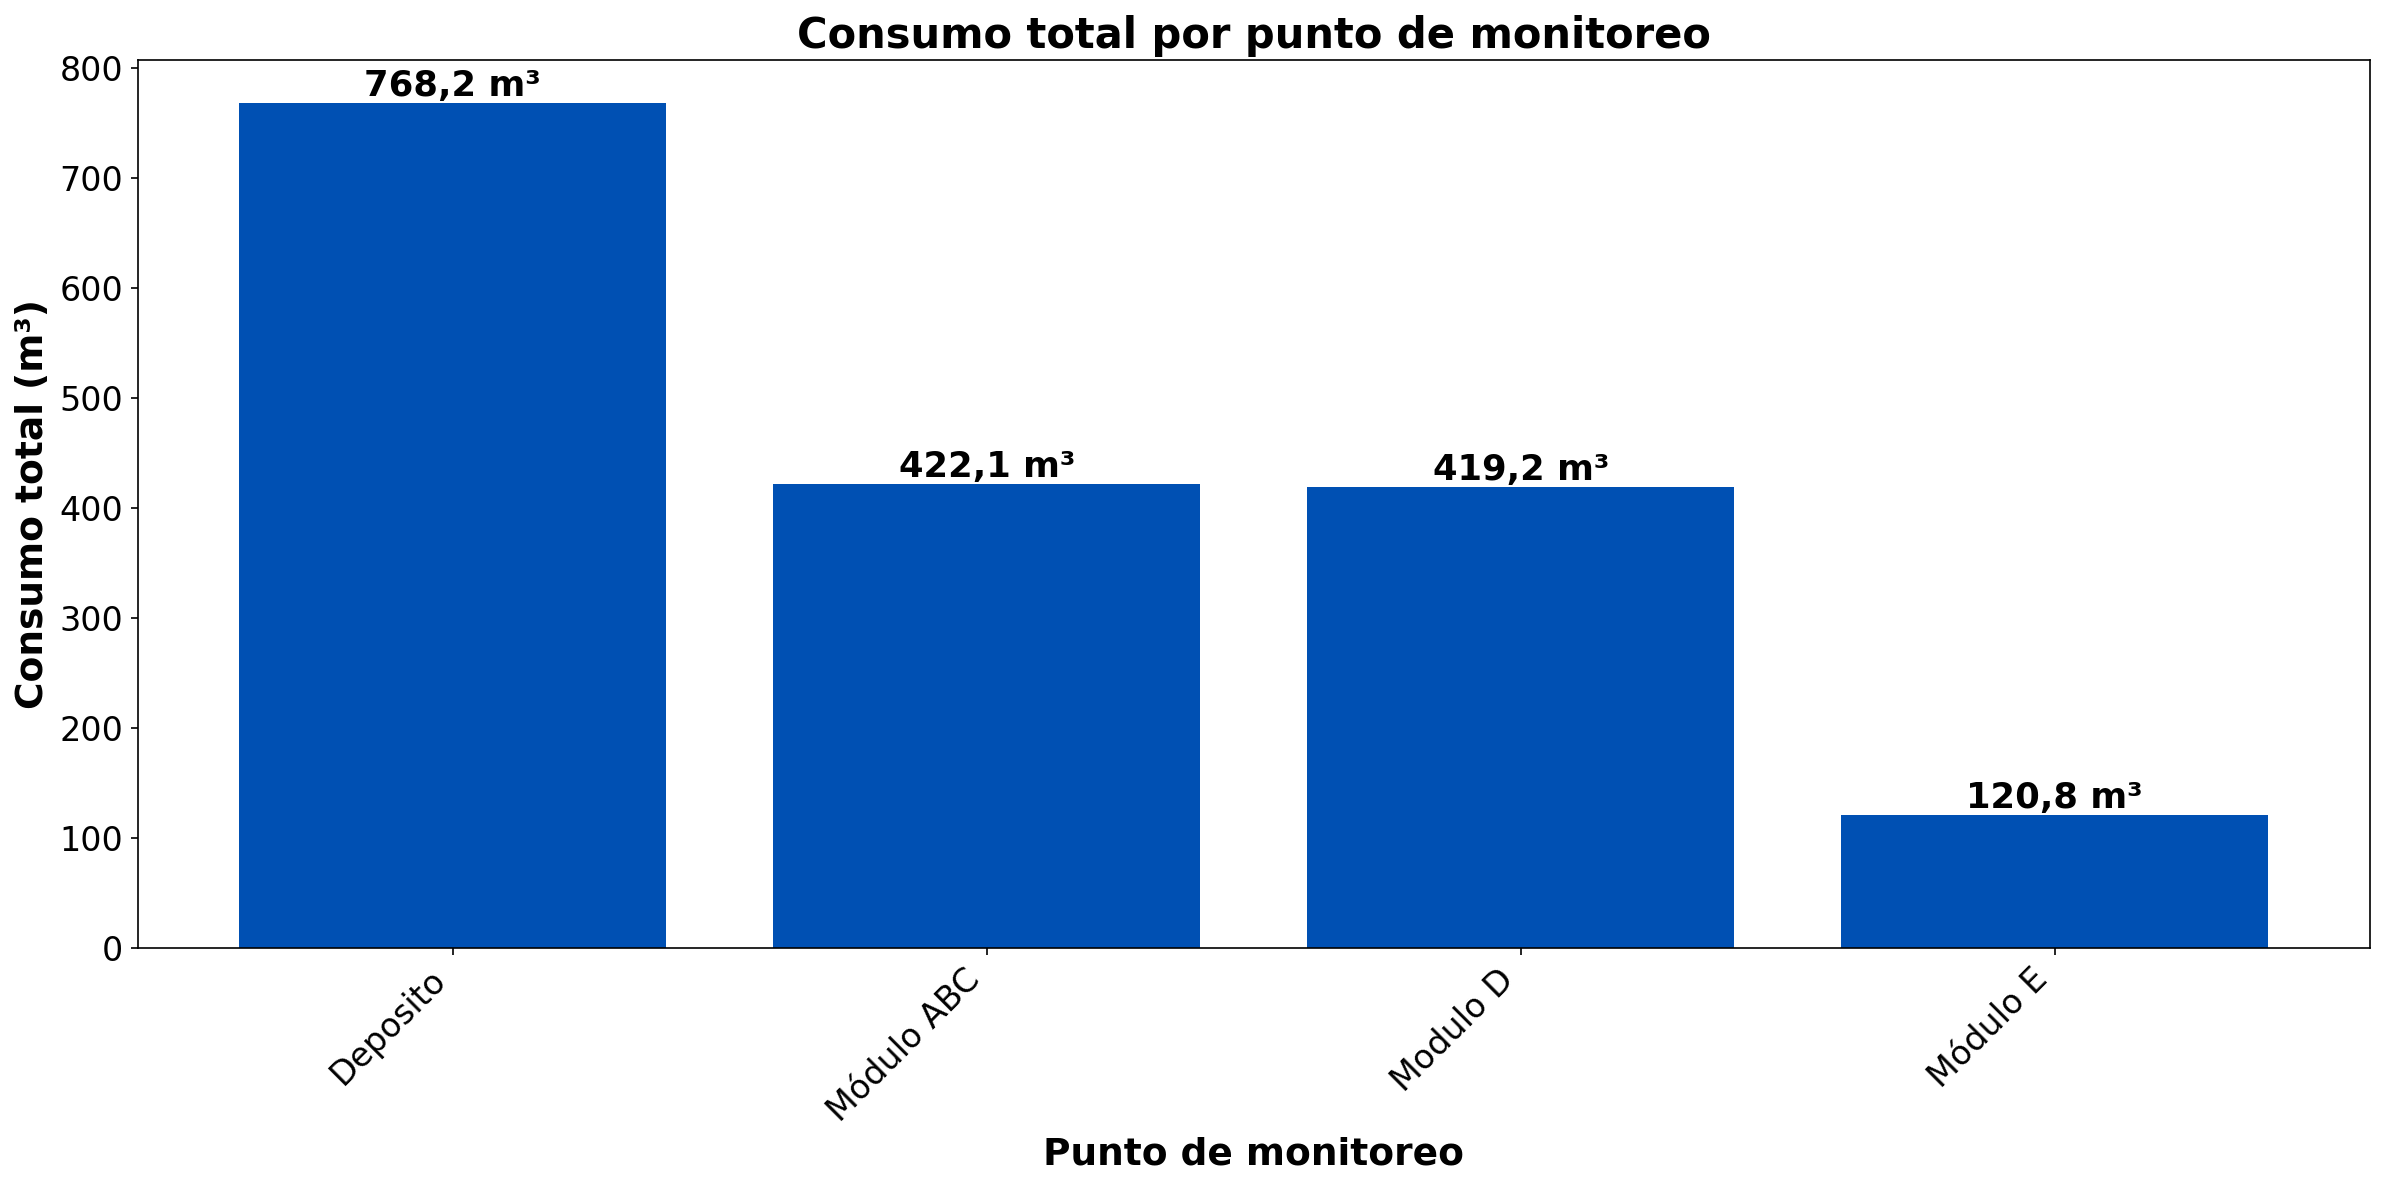 Consumo total por punto de monitoreo
Consumo total (m³)
800
700
600
500
400
300
200
100
0
768,2 m³
422,1 m³
419,2 m³
120,8 m³
Deposito
Módulo ABC
Modulo D
Módulo E
Punto de monitoreo